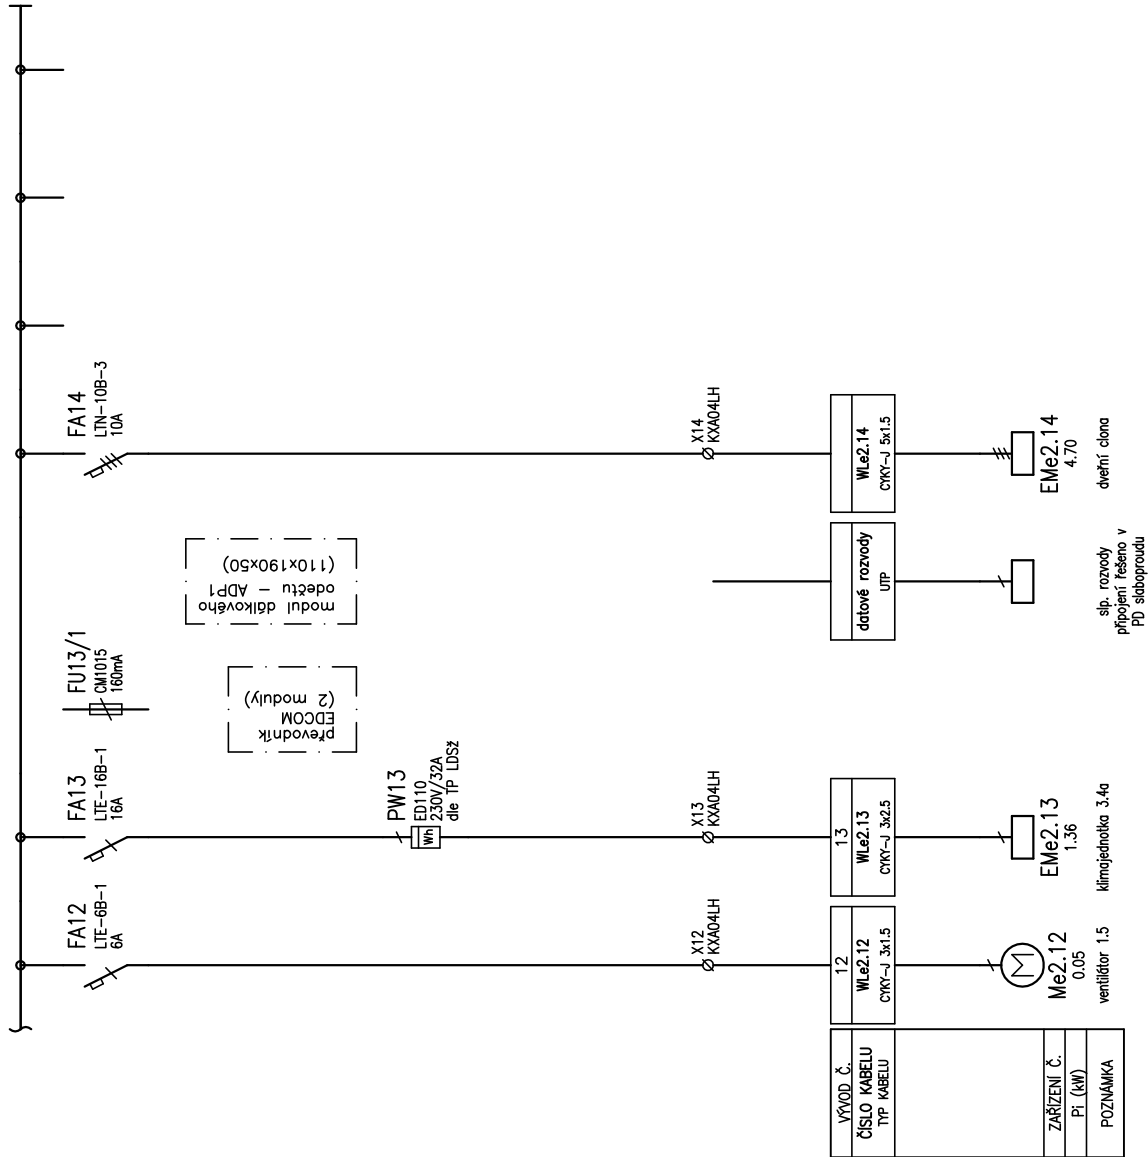 FA14
LTN-10B-3
10A
X14
KXA04LH
WLe2.14
CYKY-J 5x1.5
EMe2.14
4.70
dveřní clona
modul dálkového
odečtu - ADP1
(110x190x50)
datové rozvody
UTP
slp. rozvody
připojení řešeno v
PD slaboproudu
FU13/1
CM1015
160mA
převodník
EDCOM
(2 moduly)
FA13
LTE-16B-1
16A
PW13
ED110
230V/32A
dle TP LDSž
Wh
X13
KXA04LH
13
WLe2.13
CYKY-J 3x2.5
EMe2.13
1.36
klimajednotka 3.4a
FA12
LTE-6B-1
6A
X12
KXA04LH
12
WLe2.12
CYKY-J 3x1.5
M
Me2.12
0.05
ventilátor 1.5
VÝVOD Č.
ČÍSLO KABELU
TYP KABELU
ZAŘÍZENÍ Č.
Pi (kW)
POZNÁMKA